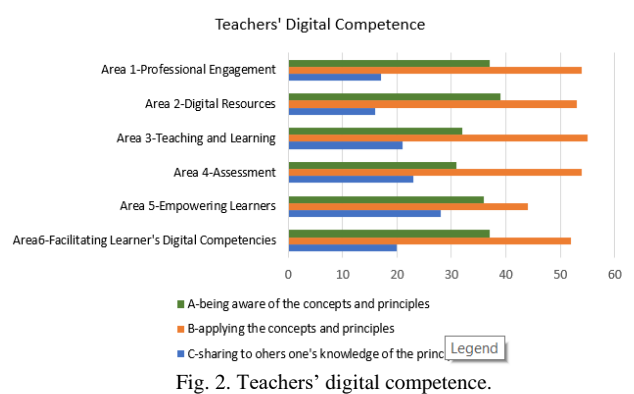 Teachers' Digital Competence
Area 1-Professional Engagement
Area 2-Digital Resources
Area 3-Teaching and Learning
Area 4-Assessment
Area 5-Empowering Learners
Area6-Facilitating Learner's Digital Competencies
0 10 20 30 40 50 60
A-being aware of the concepts and principles
B-applying the concepts and principles
C-sharing to ohers one's knowledge of the
Legend
Fig. 2. Teachers’ digital competence.